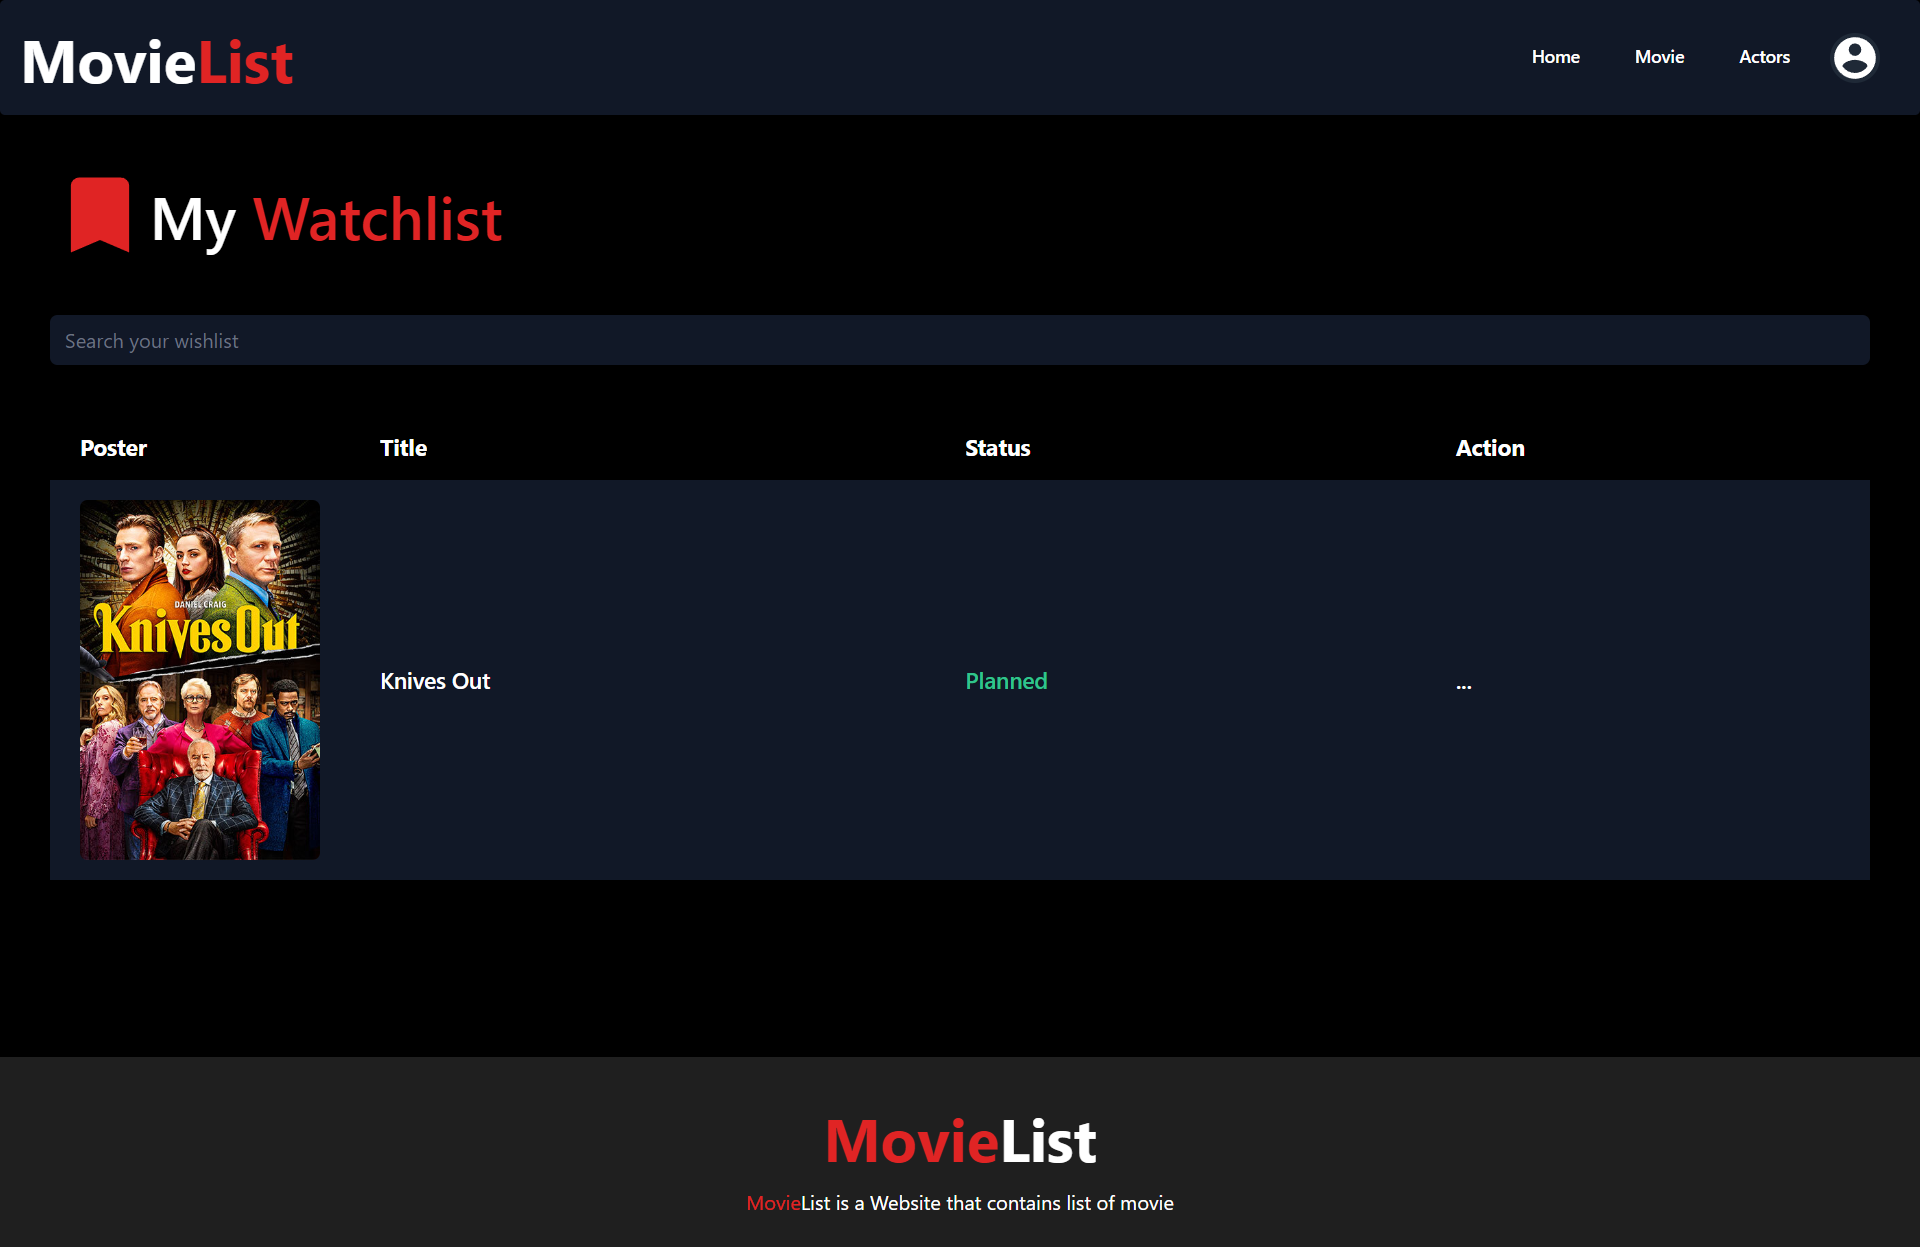 MovieList
Home Movie Actors
My Watchlist
Search your wishlist
Poster Title Status Action
DANIEL CRAIG
Knives Out
Knives Out Planned ...
MovieList
MovieList is a Website that contains list of movie